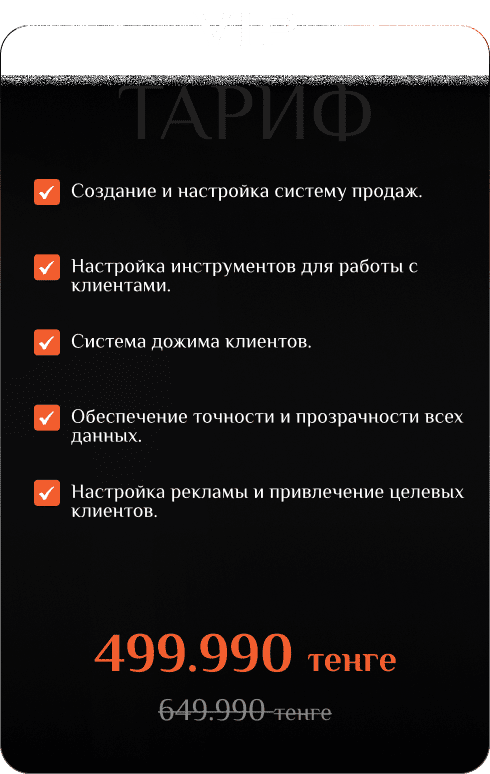 ТАРИФ
Создание и настройка систему продаж.
Настройка инструментов для работы с
клиентами.
Система дожима клиентов.
Обеспечение точности и прозрачности всех
данных.
Настройка рекламы и привлечение целевых
клиентов.
499.990 тенге
649.990 тенге